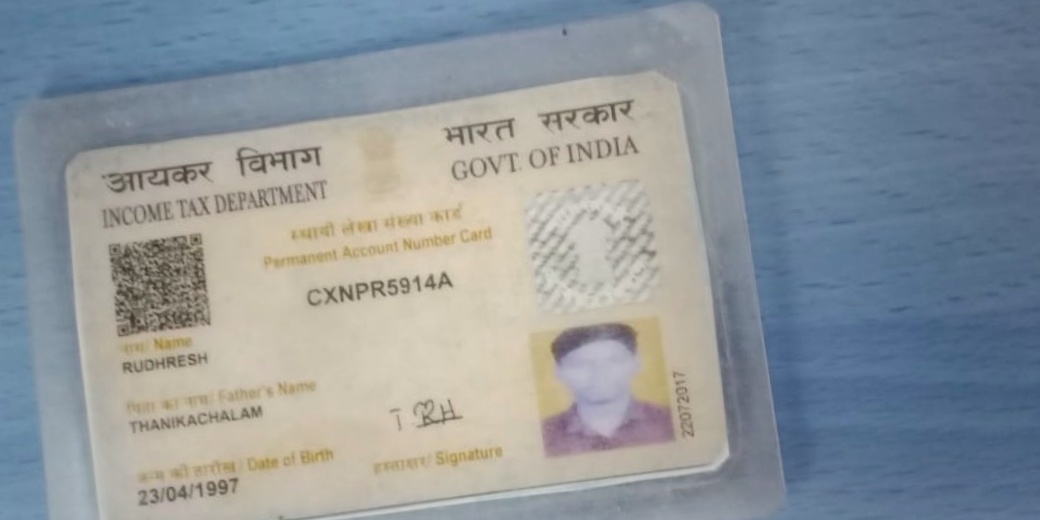 आयकर विभाग
INCOME TAX DEPARTMENT
भारत सरकार
GOVT. OF INDIA
स्थायी लेखा संख्या कार्ड
Permanent Account Number Card
CXNPR5914A
नाम/ Name
RUDHRESH
पिता का नाम/ Father's Name
THANIKACHALAM
जन्म की तारीख/ Date of Birth
23/04/1997
T RH
हस्ताक्षर/ Signature
22072017